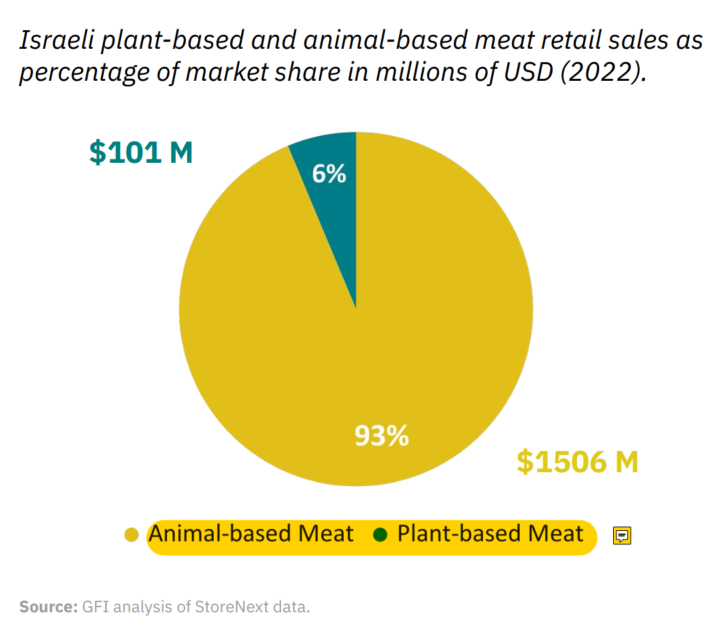 Israeli plant-based and animal-based meat retail sales as
percentage of market share in millions of USD (2022).
$101 M
6%
93%
$1506 M
Animal-based Meat Plant-based Meat
Source: GFI analysis of StoreNext data.